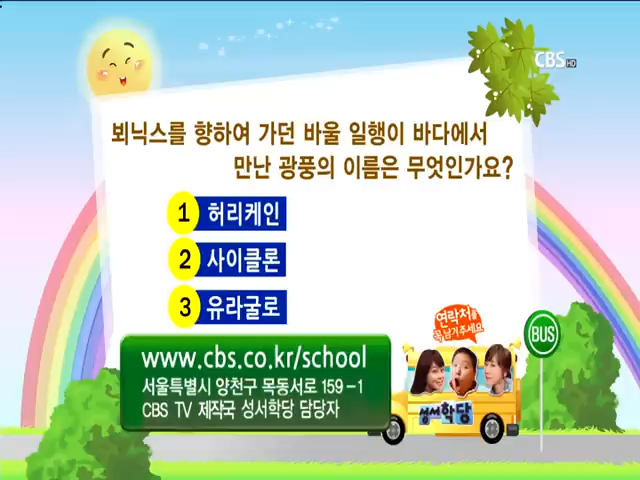 CBS HD
뵈닉스를 향하여 가던 바울 일행이 바다에서
만난 광풍의 이름은 무엇인가요?
1 허리케인
2 사이클론
3 유라굴로
연락처를
꼭 남겨주세요
BUS
www.cbs.co.kr/school
서울특별시 양천구 목동서로 159-1
CBS TV 제작국 성서학당 담당자
성서학당